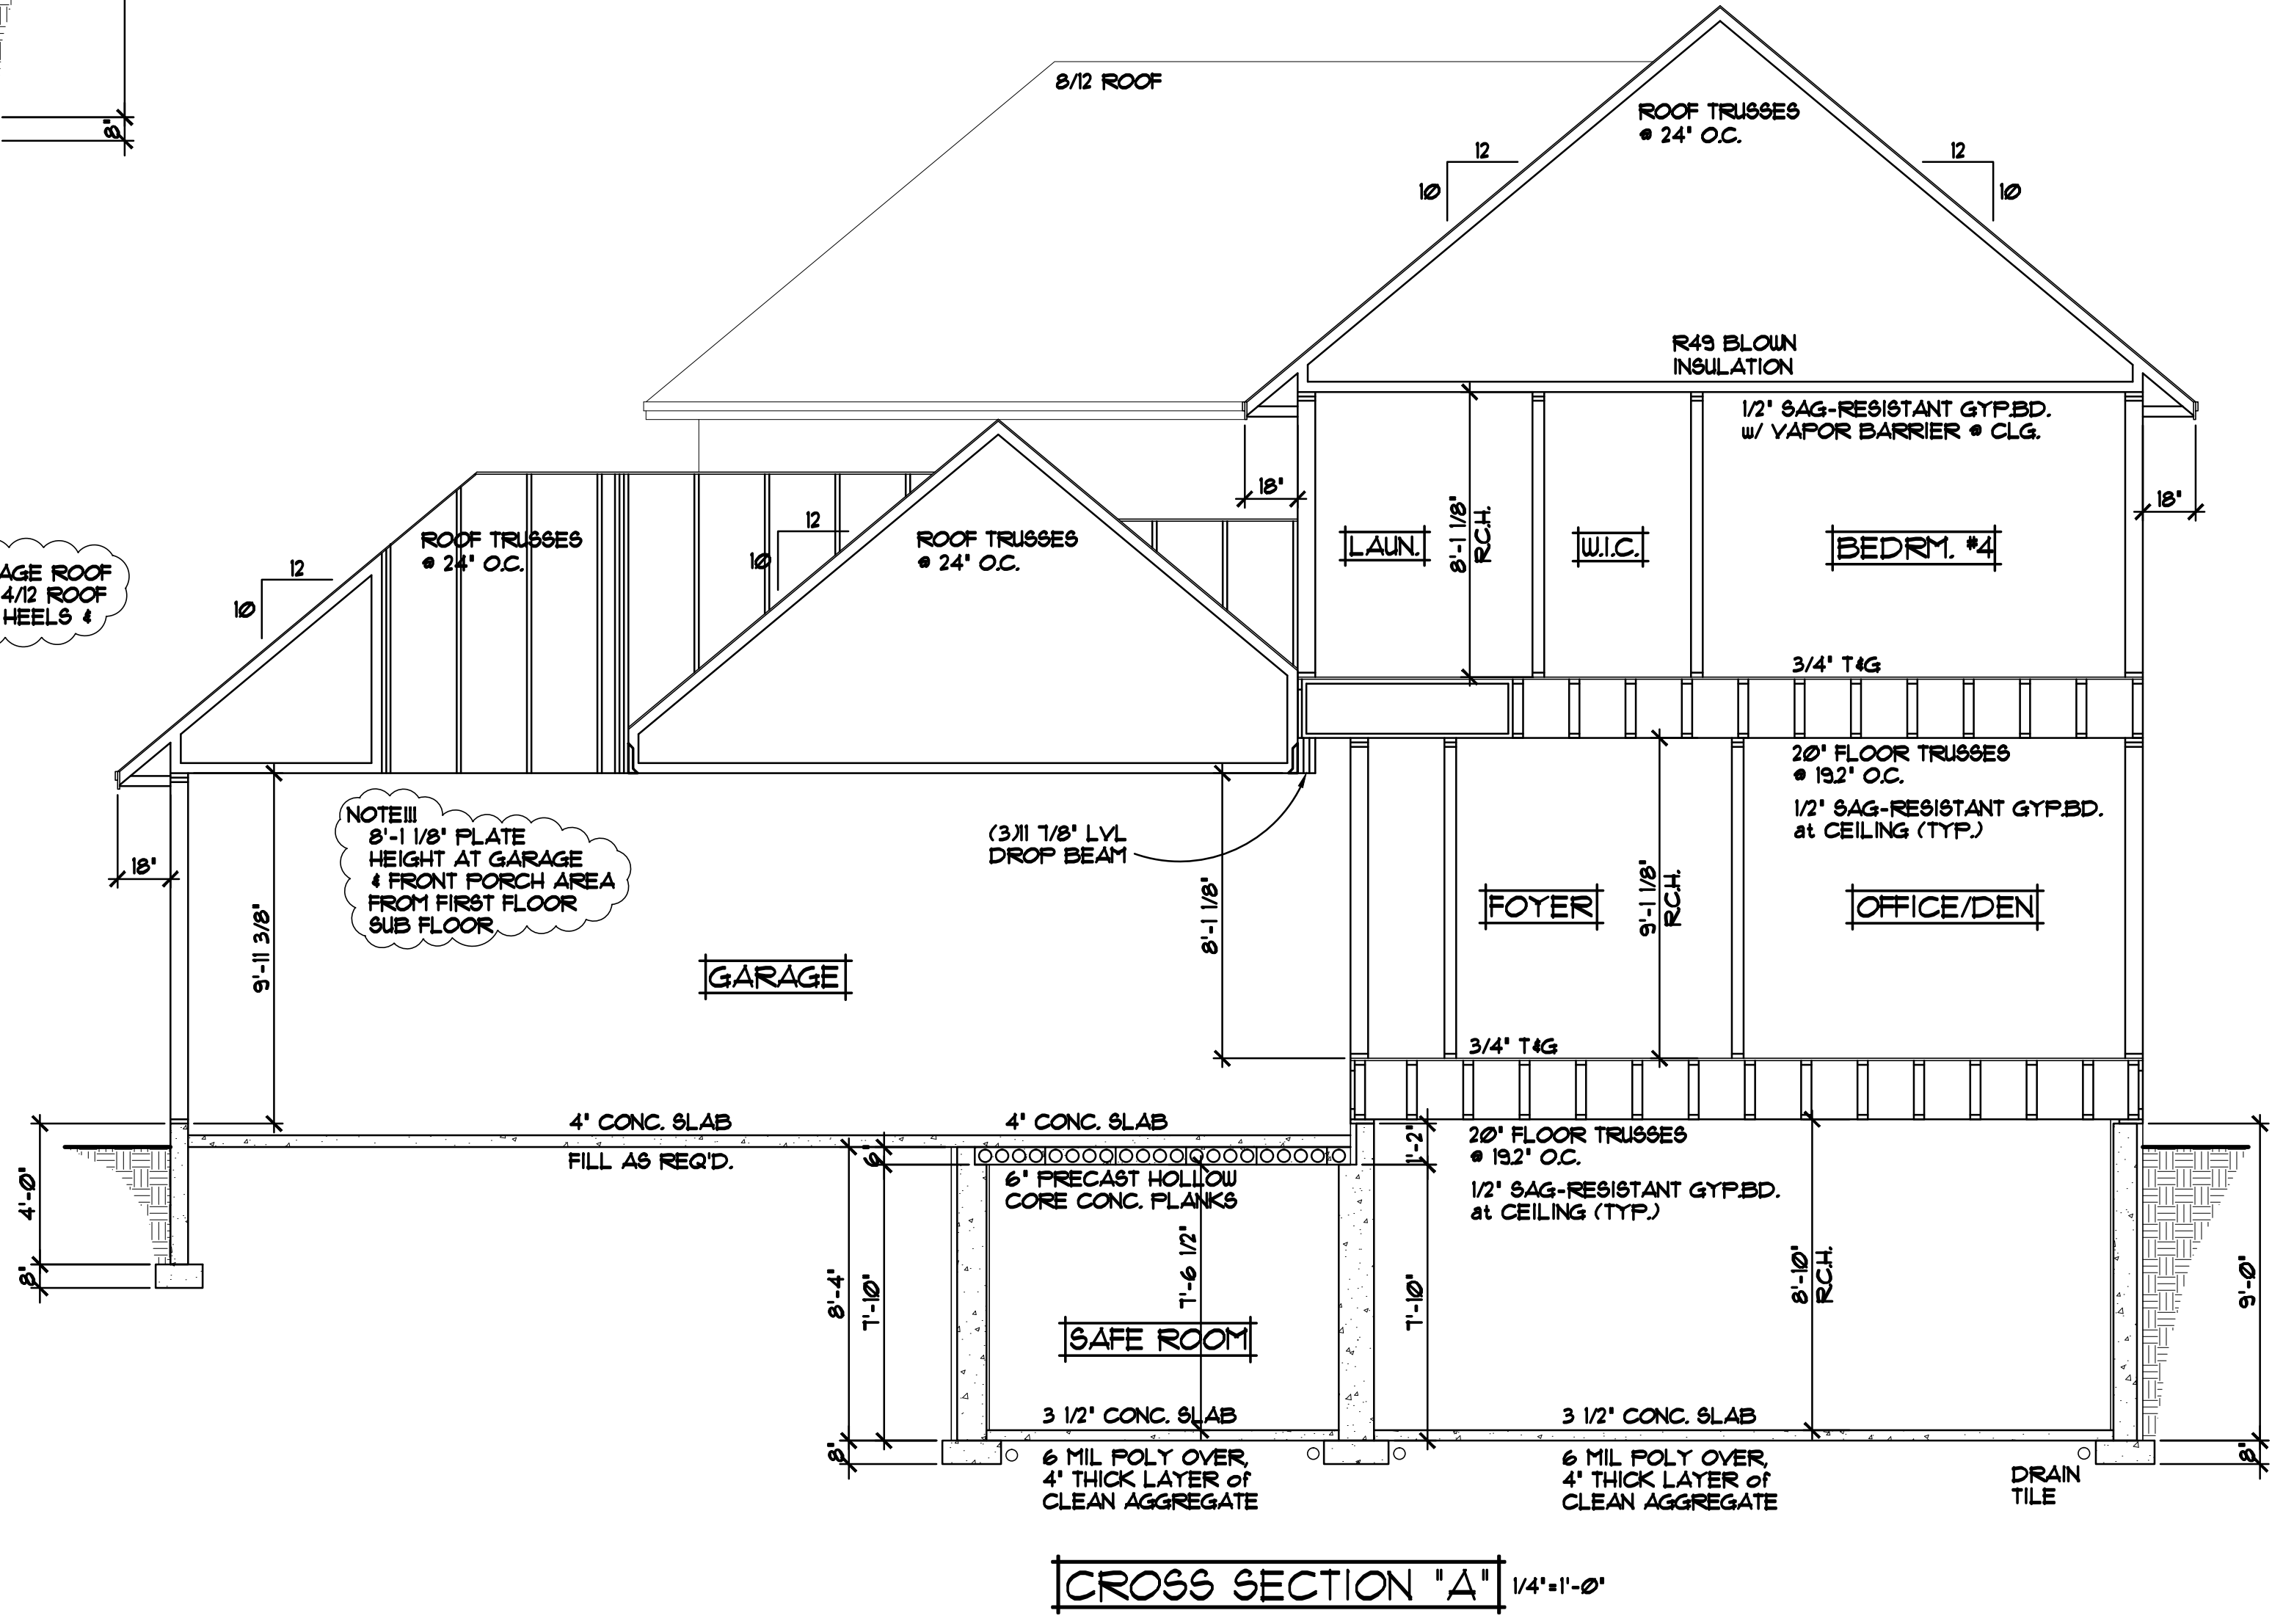 8"
8/12 ROOF
ROOF TRUSSES
@ 24" O.C.
12
10
12
10
R49 BLOWN
INSULATION
1/2" SAG-RESISTANT GYP.BD.
w/ VAPOR BARRIER @ CLG.
18"
18"
8'-1 1/8"
R.C.H.
LAUN.
W.I.C.
BEDRM. #4
ROOF TRUSSES
@ 24" O.C.
12
10
ROOF TRUSSES
@ 24" O.C.
12
10
AGE ROOF
4/12 ROOF
HEELS &
3/4" T&G
20" FLOOR TRUSSES
@ 19.2" O.C.
1/2" SAG-RESISTANT GYP.BD.
at CEILING (TYP.)
NOTE!!!
8'-1 1/8" PLATE
HEIGHT AT GARAGE
& FRONT PORCH AREA
FROM FIRST FLOOR
SUB FLOOR
(3)11 7/8" LVL
DROP BEAM
18"
9'-11 3/8"
8'-1 1/8"
9'-1 1/8"
R.C.H.
FOYER
OFFICE/DEN
GARAGE
3/4" T&G
4" CONC. SLAB
4" CONC. SLAB
FILL AS REQ'D.
6"
1'-2"
20" FLOOR TRUSSES
@ 19.2" O.C.
1/2" SAG-RESISTANT GYP.BD.
at CEILING (TYP.)
6" PRECAST HOLLOW
CORE CONC. PLANKS
4'-0"
8"
8'-4"
7'-10"
7'-6 1/2"
7'-10"
8'-10"
R.C.H.
9'-0"
SAFE ROOM
3 1/2" CONC. SLAB
3 1/2" CONC. SLAB
8"
6 MIL POLY OVER,
4" THICK LAYER of
CLEAN AGGREGATE
6 MIL POLY OVER,
4" THICK LAYER of
CLEAN AGGREGATE
DRAIN
TILE
8"
CROSS SECTION "A" 1/4"=1'-0"